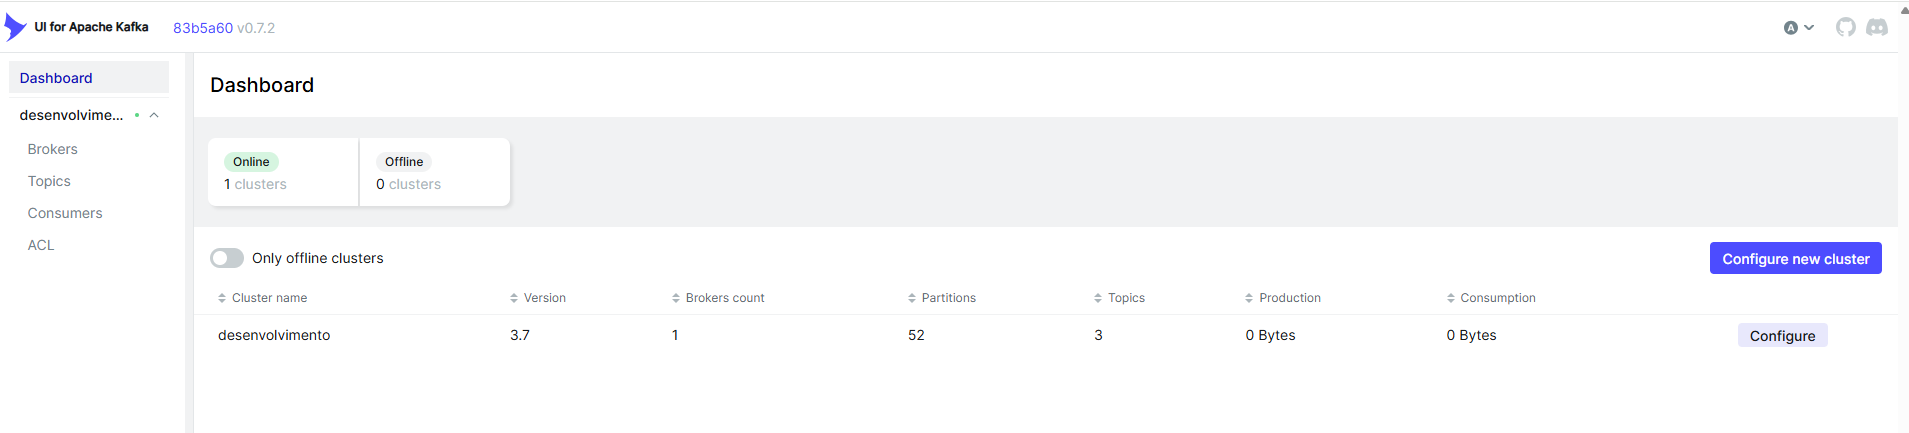 UI for Apache Kafka 83b5a60 v0.7.2 A
Dashboard
desenvolvime...
Brokers
Topics
Consumers
ACL
Dashboard
Online
1 clusters
Offline
0 clusters
Only offline clusters
Configure new cluster
Cluster name Version Brokers count Partitions Topics Production Consumption
desenvolvimento 3.7 1 52 3 0 Bytes 0 Bytes Configure